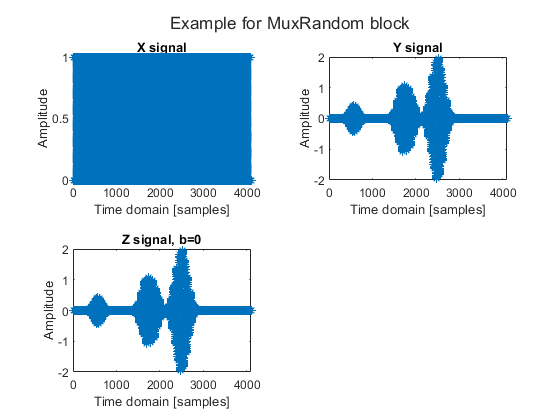 Example for MuxRandom block
X signal
1
0.5
0
Amplitude
0 1000 2000 3000 4000
Time domain [samples]
Y signal
2
1
0
-1
-2
Amplitude
0 1000 2000 3000 4000
Time domain [samples]
Z signal, b=0
2
1
0
-1
-2
Amplitude
0 1000 2000 3000 4000
Time domain [samples]